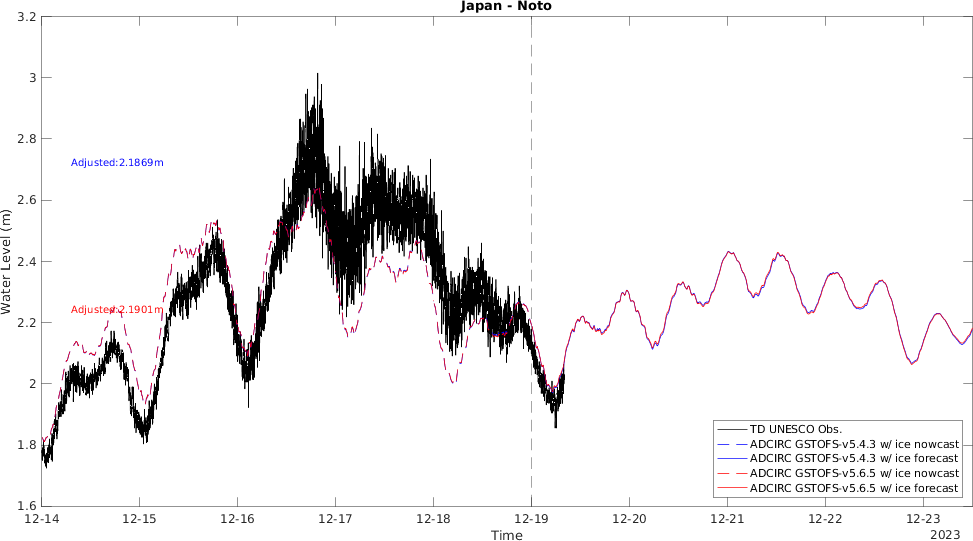 Japan - Noto
3.2
3
2.8
2.6
2.4
2.2
2
1.8
1.6
Water Level (m)
Adjusted:2.1869m
Adjusted:2.1901m
TD UNESCO Obs.
ADCIRC GSTOFS-v5.4.3 w/ ice nowcast
ADCIRC GSTOFS-v5.4.3 w/ ice forecast
ADCIRC GSTOFS-v5.6.5 w/ ice nowcast
ADCIRC GSTOFS-v5.6.5 w/ ice forecast
12-14 12-15 12-16 12-17 12-18 12-19 12-20 12-21 12-22 12-23
Time
2023